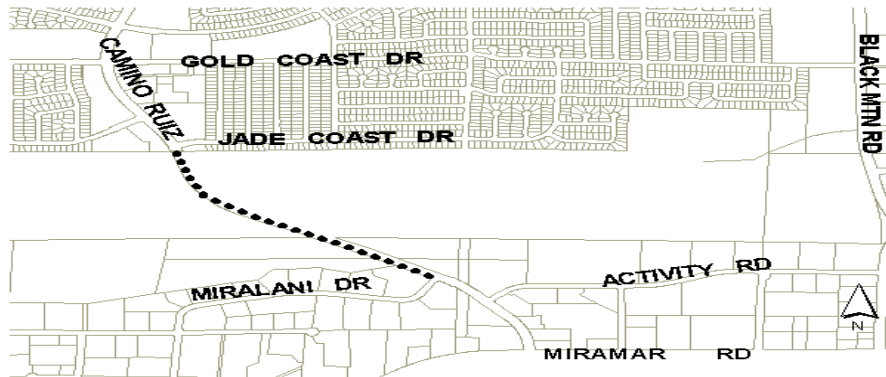 CAMINO RUIZ
GOLD COAST DR
BLACK MTN RD
JADE COAST DR
MIRALANI DR
ACTIVITY RD
N
MIRAMAR RD